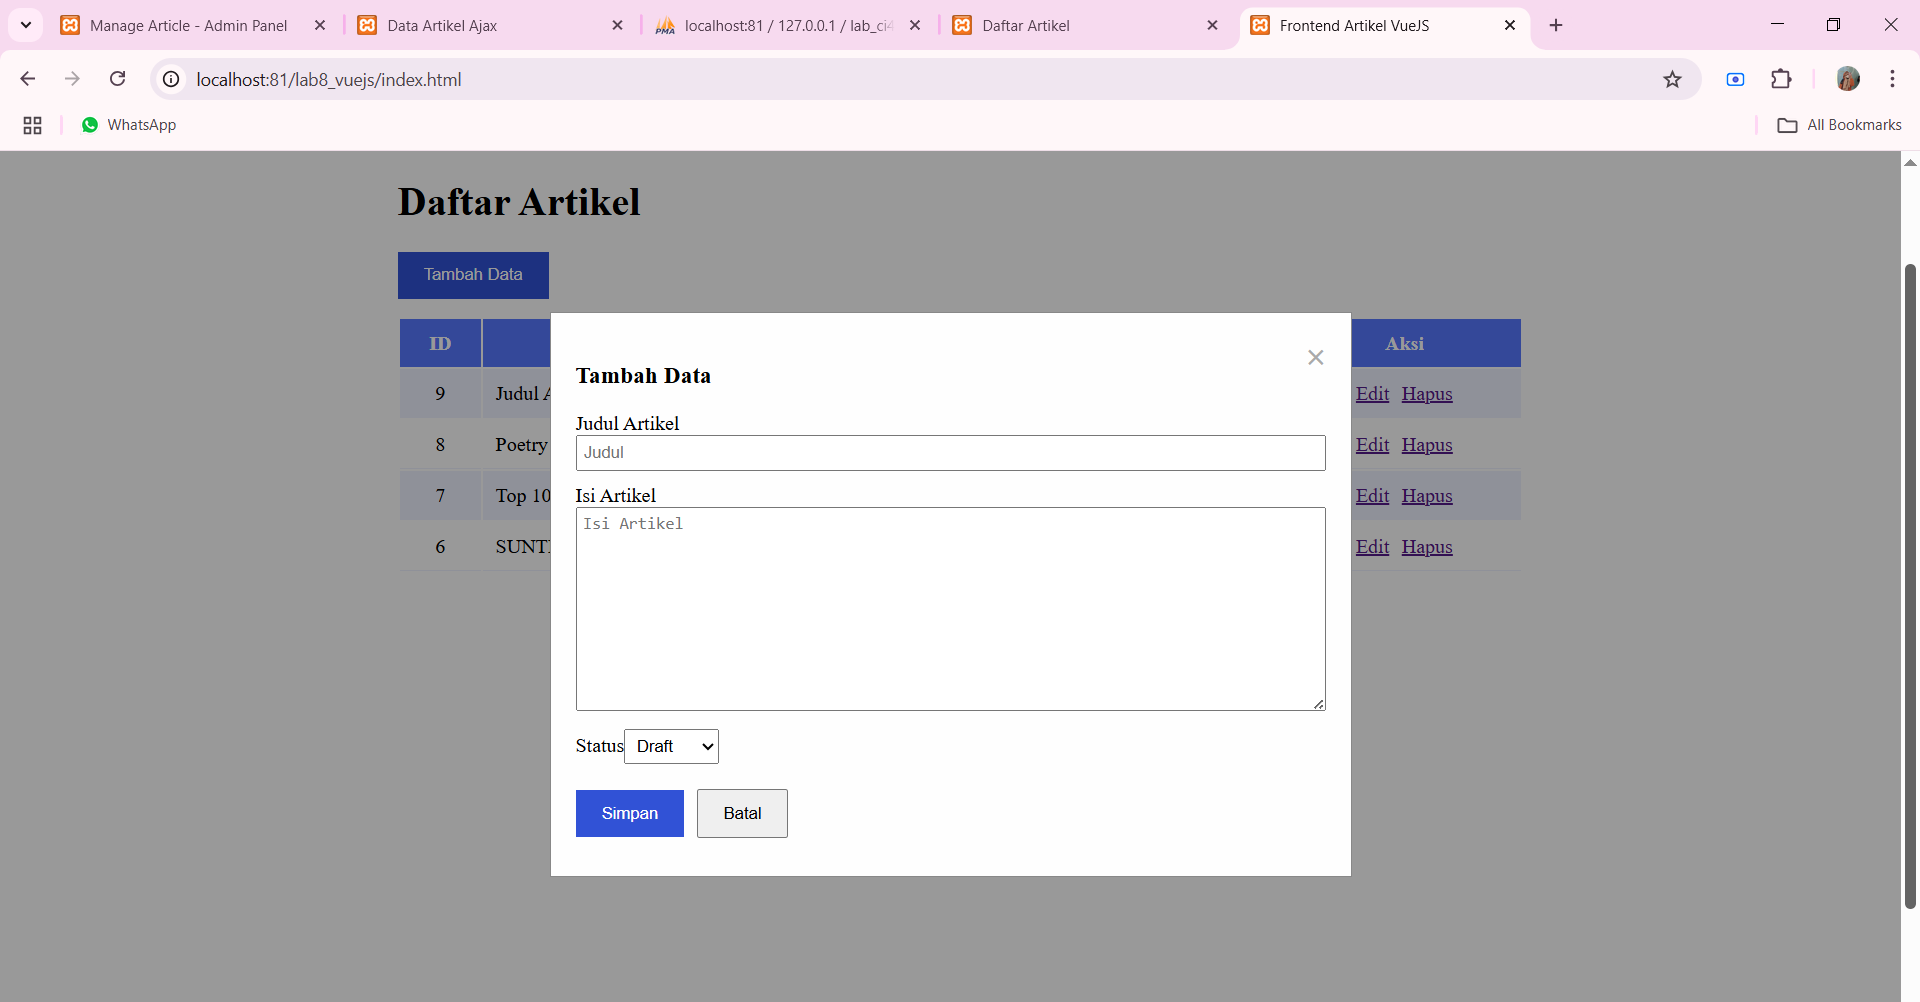 Manage Article - Admin Panel
Data Artikel Ajax
PMA
localhost:81 / 127.0.0.1 / lab_ci4
Daftar Artikel
Frontend Artikel VueJS
localhost:81/lab8_vuejs/index.html
WhatsApp
All Bookmarks
Daftar Artikel
Tambah Data
ID
Aksi
9
Judul A
Edit Hapus
8
Poetry
Edit Hapus
7
Top 10
Edit Hapus
6
SUNT
Edit Hapus
Tambah Data
Judul Artikel
Judul
Isi Artikel
Isi Artikel
Status
Draft
Simpan
Batal